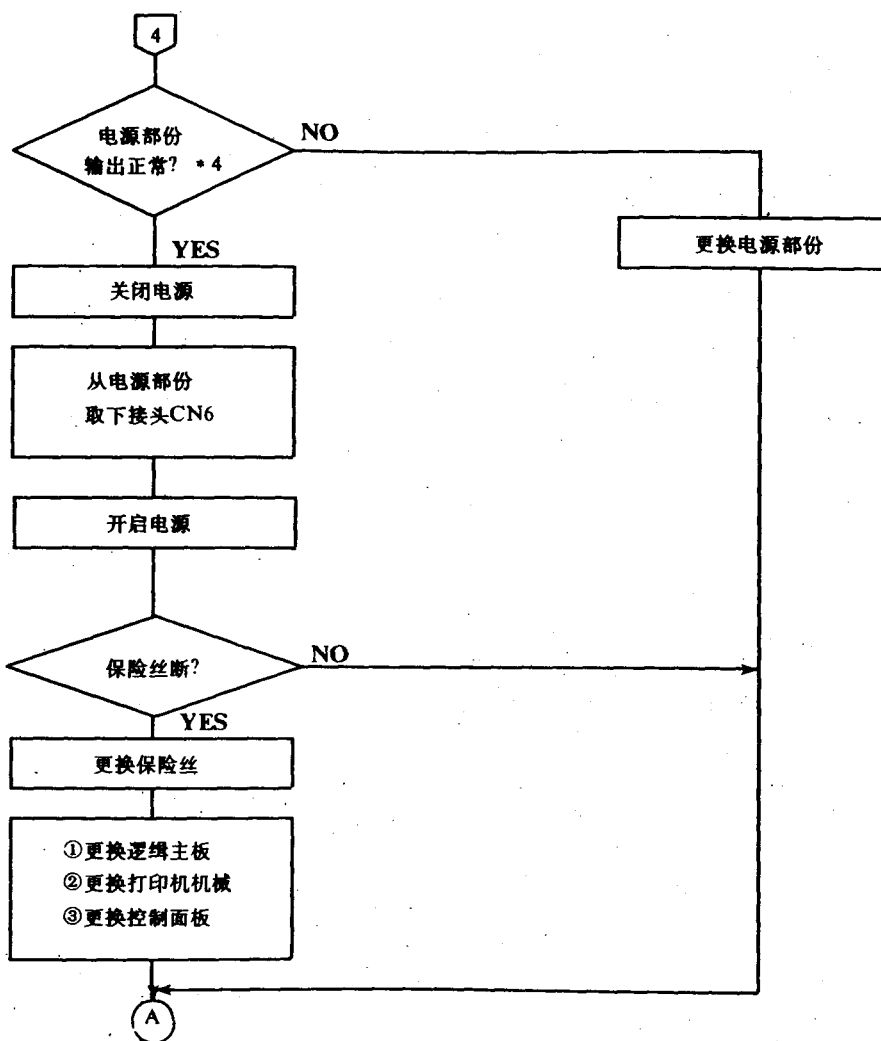 4
电源部份
输出正常? *4
NO
YES
更换电源部份
关闭电源
从电源部份
取下接头CN6
开启电源
保险丝断?
NO
YES
更换保险丝
①更换逻缉主板
②更换打印机机械
③更换控制面板
A